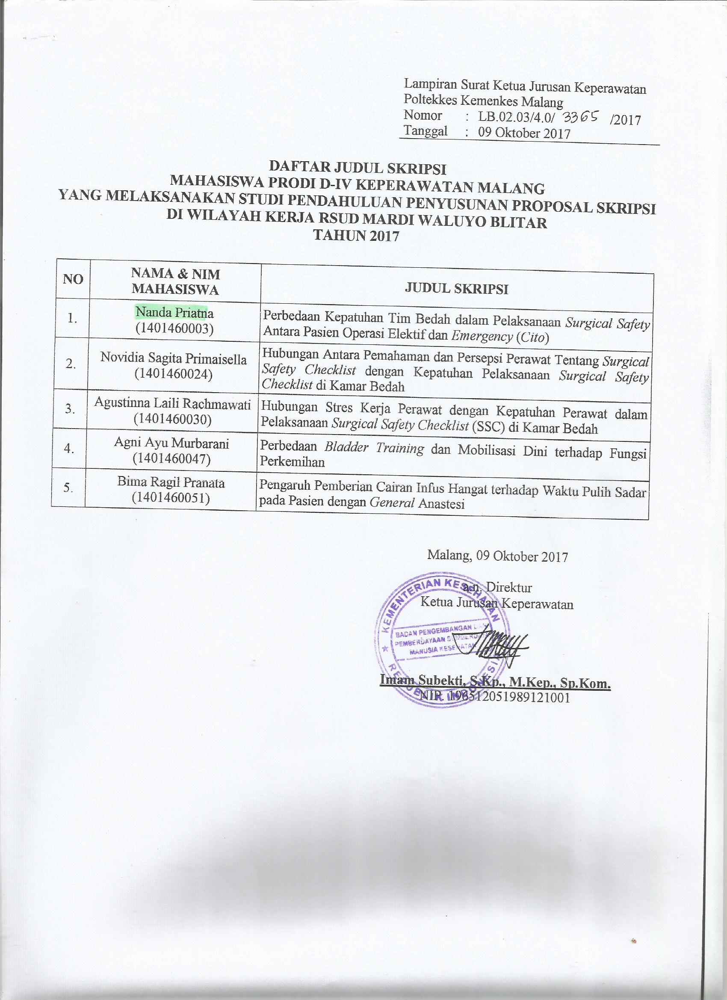 Lampiran Surat Ketua Jurusan Keperawatan
Poltekkes Kemenkes Malang
Nomor : LB.02.03/4.0/ 3365 /2017
Tanggal : 09 Oktober 2017
DAFTAR JUDUL SKRIPSI
MAHASISWA PRODI D-IV KEPERAWATAN MALANG
YANG MELAKSANAKAN STUDI PENDAHULUAN PENYUSUNAN PROPOSAL SKRIPSI
DI WILAYAH KERJA RSUD MARDI WALUYO BLITAR
TAHUN 2017
NO
NAMA & NIM
MAHASISWA
JUDUL SKRIPSI
1.
Nanda Priatna
(1401460003)
Perbedaan Kepatuhan Tim Bedah dalam Pelaksanaan Surgical Safety
Antara Pasien Operasi Elektif dan Emergency (Cito)
2.
Novidia Sagita Primaisella
(1401460024)
Hubungan Antara Pemahaman dan Persepsi Perawat Tentang Surgical
Safety Checklist dengan Kepatuhan Pelaksanaan Surgical Safety
Checklist di Kamar Bedah
3.
Agustinna Laili Rachmawati
(1401460030)
Hubungan Stres Kerja Perawat dengan Kepatuhan Perawat dalam
Pelaksanaan Surgical Safety Checklist (SSC) di Kamar Bedah
4.
Agni Ayu Murbarani
(1401460047)
Perbedaan Bladder Training dan Mobilisasi Dini terhadap Fungsi
Perkemihan
5.
Bima Ragil Pranata
(1401460051)
Pengaruh Pemberian Cairan Infus Hangat terhadap Waktu Pulih Sadar
pada Pasien dengan General Anastesi
Malang, 09 Oktober 2017
a.n. Direktur
Ketua Jurusan Keperawatan
KEMENTERIAN KESEHATAN
BADAN PENGEMBANGAN DAN
PEMBERDAYAAN SUMBERDAYA
MANUSIA KESEHATAN
REPUBLIK INDONESIA
Imam Subekti, S.Kp., M.Kep., Sp.Kom.
NIP. 196512051989121001